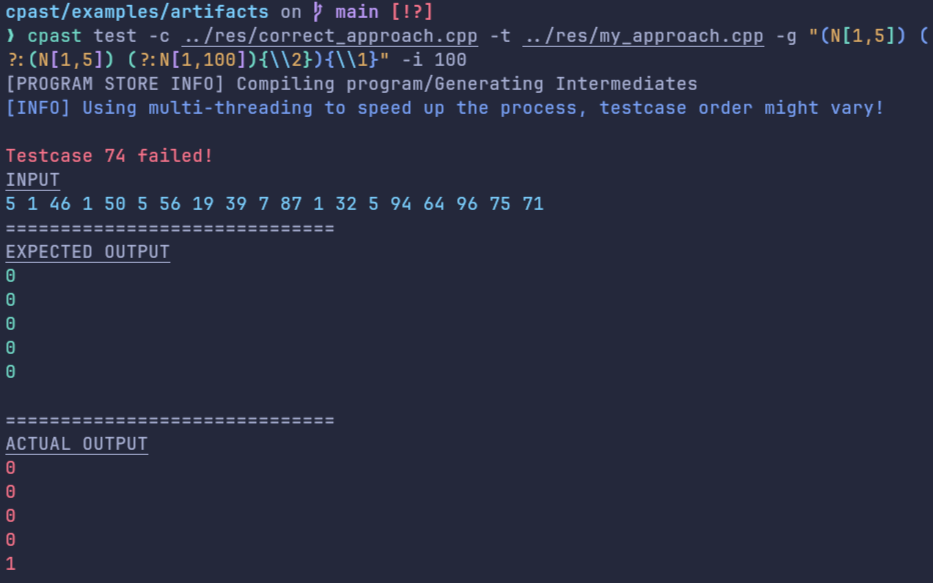 cpast/examples/artifacts on main [!?]
❯ cpast test -c ../res/correct_approach.cpp -t ../res/my_approach.cpp -g "(N[1,5]) (
?:(N[1,5]) (?:N[1,100]){\\2}){\\1}" -i 100
[PROGRAM STORE INFO] Compiling program/Generating Intermediates
[INFO] Using multi-threading to speed up the process, testcase order might vary!
Testcase 74 failed!
INPUT
5 1 46 1 50 5 56 19 39 7 87 1 32 5 94 64 96 75 71
==============================
EXPECTED OUTPUT
0
0
0
0
0
==============================
ACTUAL OUTPUT
0
0
0
0
1